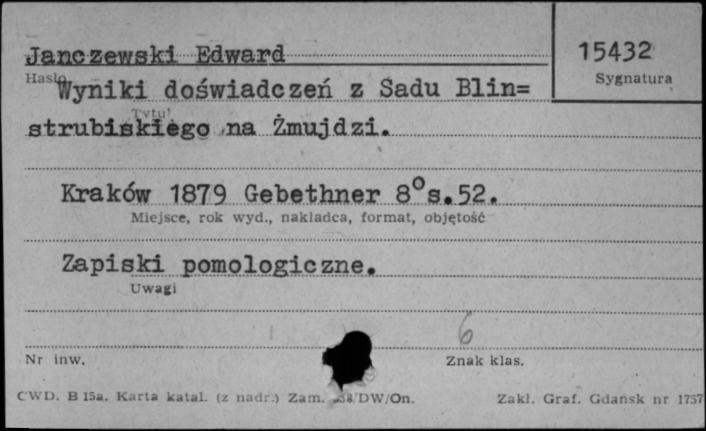 Janczewski Edward
15432
Hasło
Sygnatura
Wyniki doświadczeń z Sadu Blin=
Tytuł
strubiskiego na Żmujdzi.
Kraków 1879 Gebethner 8° s.52.
Miejsce, rok wyd., nakładca, format, objętość
Zapiski pomologiczne.
Uwagi
6
Nr inw.
Znak klas.
CWD. B 15a. Karta katal. (z nadr.) Zam. DW/On.
Zakł. Graf. Gdańsk nr 1757